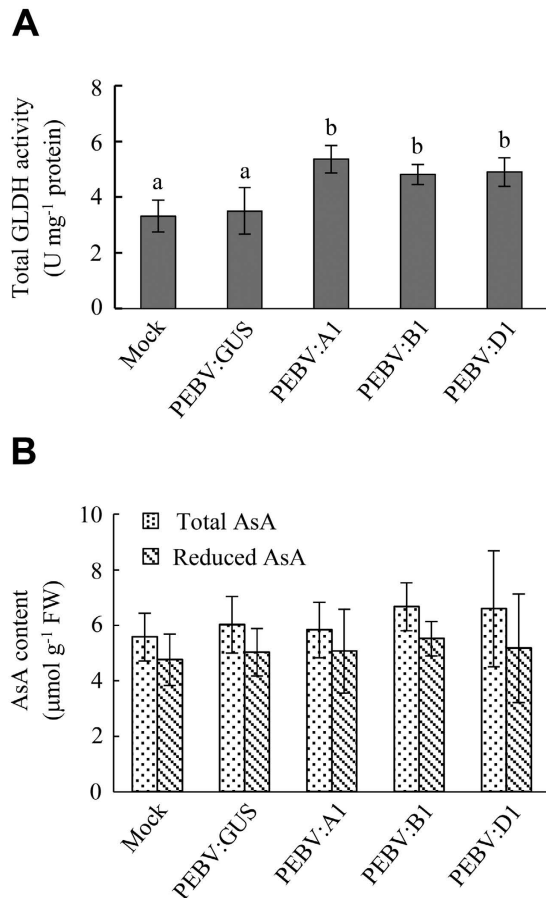 A
Total GLDH activity
(U mg⁻¹ protein)
8
6
4
2
0
a
a
b
b
b
Mock
PEBV:GUS
PEBV:A1
PEBV:B1
PEBV:D1
B
AsA content
(μmol g⁻¹ FW)
10
8
6
4
2
0
Total AsA
Reduced AsA
Mock
PEBV:GUS
PEBV:A1
PEBV:B1
PEBV:D1